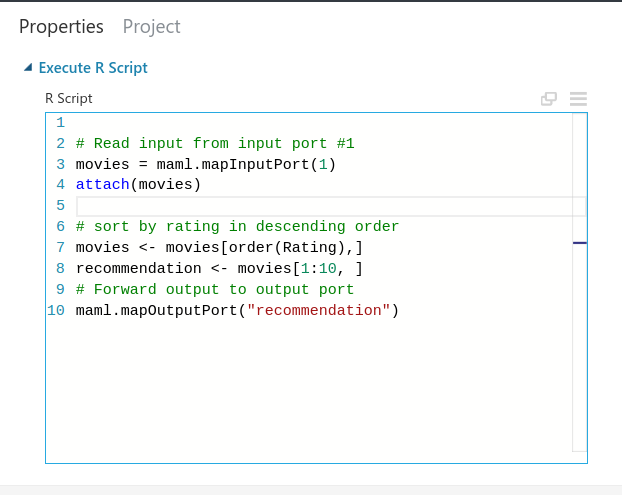 Properties Project
Execute R Script
R Script
1
2 # Read input from input port #1
3 movies = maml.mapInputPort(1)
4 attach(movies)
5
6 # sort by rating in descending order
7 movies <- movies[order(Rating),]
8 recommendation <- movies[1:10, ]
9 # Forward output to output port
10 maml.mapOutputPort("recommendation")